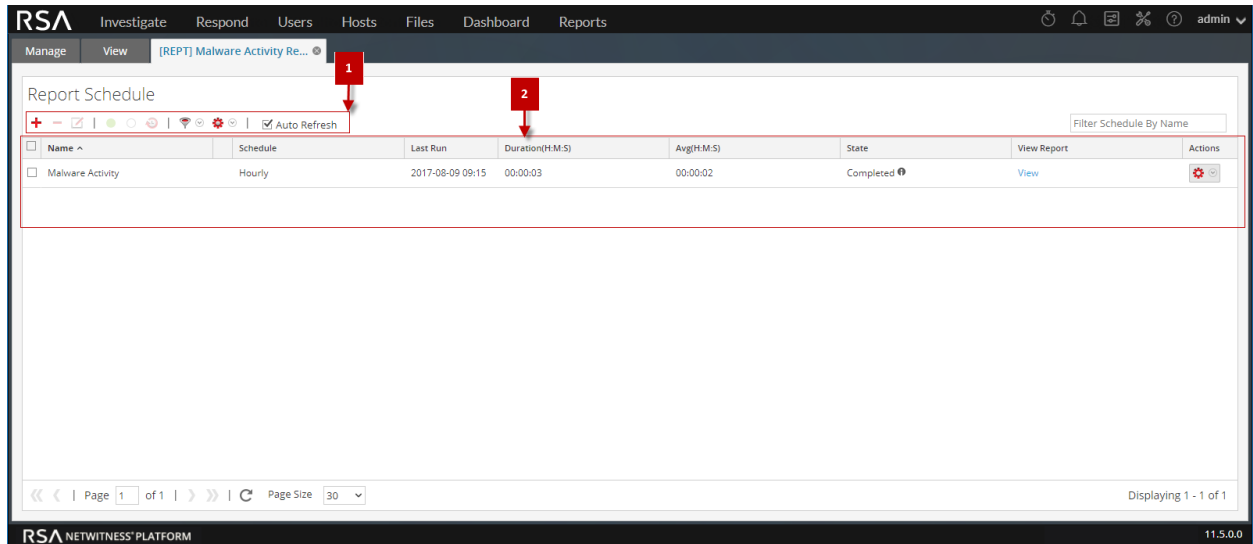 RSA Investigate Respond Users Hosts Files Dashboard Reports admin
Manage View [REPT] Malware Activity Re...
1
Report Schedule
2
Auto Refresh Filter Schedule By Name
Name Schedule Last Run Duration(H:M:S) Avg(H:M:S) State View Report Actions
Malware Activity Hourly 2017-08-09 09:15 00:00:03 00:00:02 Completed View
Page 1 of 1 Page Size 30 Displaying 1 - 1 of 1
RSA NETWITNESS® PLATFORM 11.5.0.0